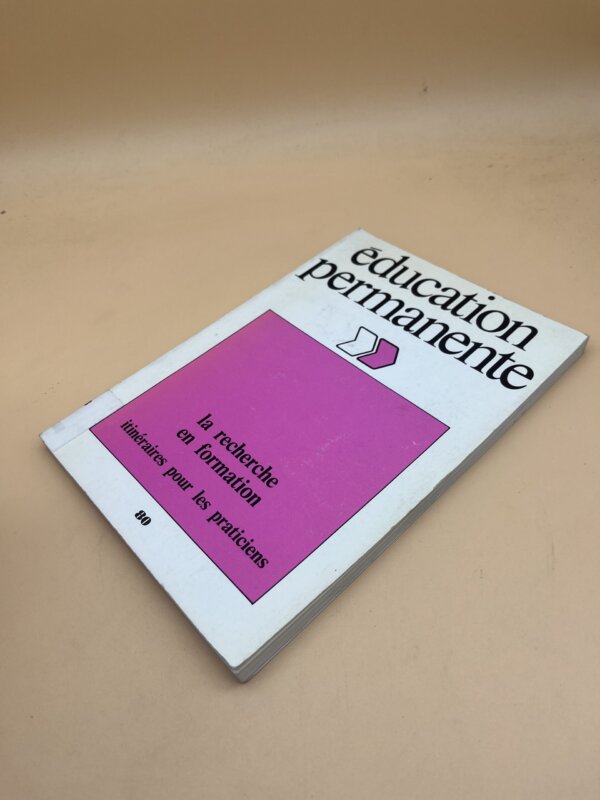 éducation
permanente
la recherche
en formation
itinéraires pour les praticiens
80